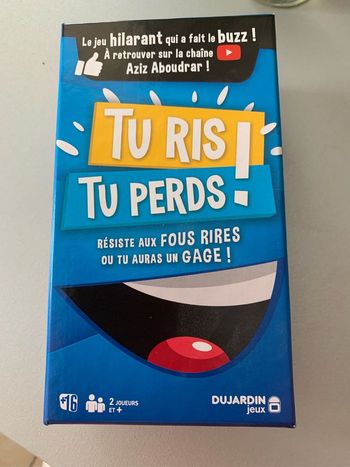 Le jeu hilarant qui a fait le buzz !
À retrouver sur la chaîne
Aziz Aboudrar !
TU RIS
TU PERDS !
RÉSISTE AUX FOUS RIRES
OU TU AURAS UN GAGE !
+16
2 JOUEURS
ET +
DUJARDIN
jeux